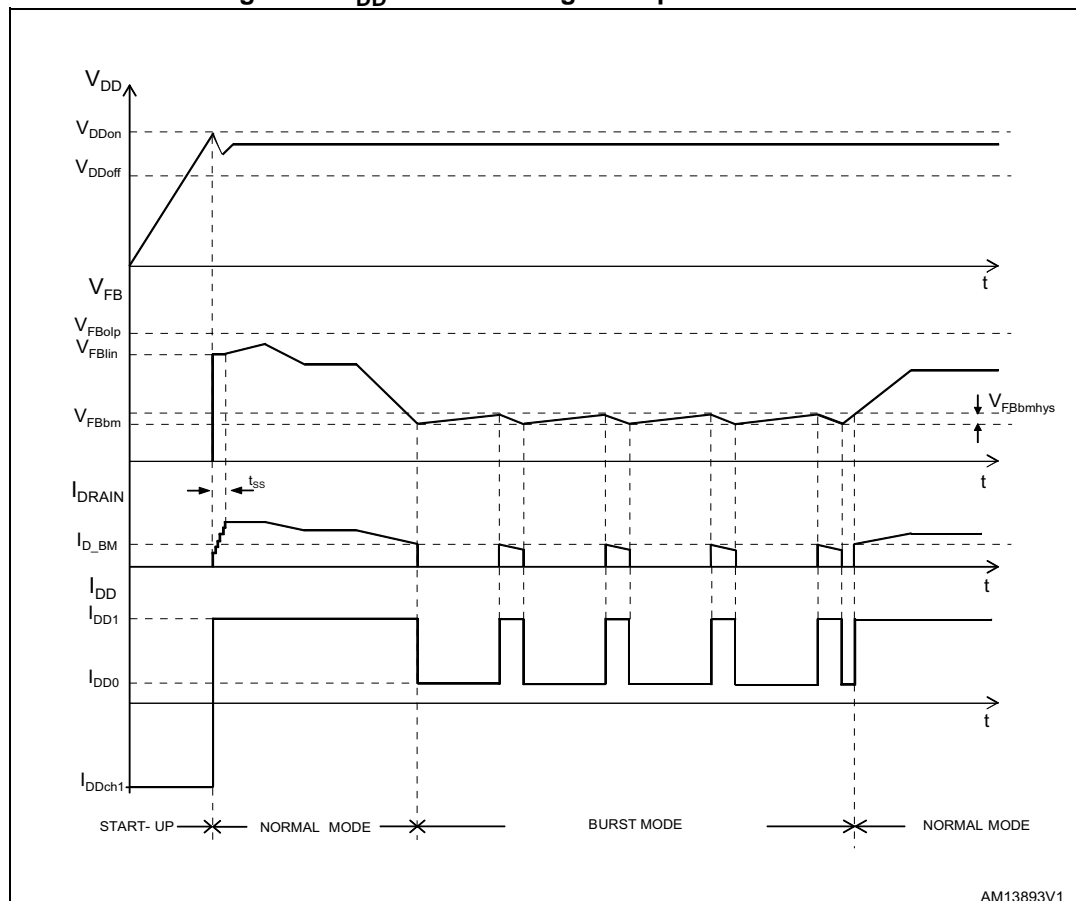 V_DD
V_DD
V_DDon
V_DDoff
t
V_FB
V_FBolp
V_FBlin
V_FBbm
V_FBbmhys
t
I_DRAIN
t_SS
I_D_BM
t
I_DD
I_DD1
I_DD0
t
I_DDch1
START- UP
NORMAL MODE
BURST MODE
NORMAL MODE
AM13893V1